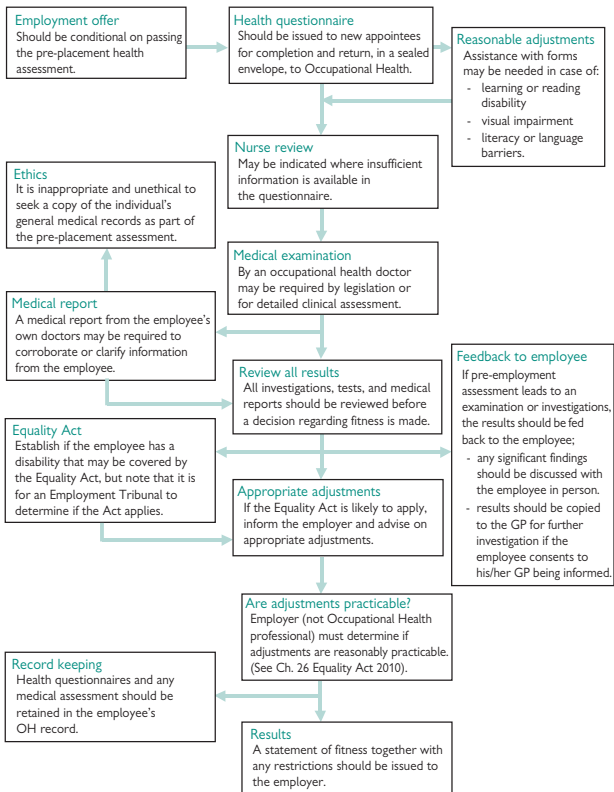 Employment offer
Should be conditional on passing
the pre-placement health
assessment.
Health questionnaire
Should be issued to new appointees
for completion and return, in a sealed
envelope, to Occupational Health.
Reasonable adjustments
Assistance with forms
may be needed in case of:
- learning or reading
disability
- visual impairment
- literacy or language
barriers.
Nurse review
May be indicated where insufficient
information is available in
the questionnaire.
Ethics
It is inappropriate and unethical to
seek a copy of the individual's
general medical records as part of
the pre-placement assessment.
Medical examination
By an occupational health doctor
may be required by legislation or
for detailed clinical assessment.
Medical report
A medical report from the employee's
own doctors may be required to
corroborate or clarify information
from the employee.
Review all results
All investigations, tests, and medical
reports should be reviewed before
a decision regarding fitness is made.
Feedback to employee
If pre-employment
assessment leads to an
examination or investigations,
the results should be fed
back to the employee;
- any significant findings
should be discussed with
the employee in person.
- results should be copied
to the GP for further
investigation if the
employee consents to
his/her GP being informed.
Equality Act
Establish if the employee has a
disability that may be covered by
the Equality Act, but note that it is
for an Employment Tribunal to
determine if the Act applies.
Appropriate adjustments
If the Equality Act is likely to apply,
inform the employer and advise on
appropriate adjustments.
Are adjustments practicable?
Employer (not Occupational Health
professional) must determine if
adjustments are reasonably practicable.
(See Ch. 26 Equality Act 2010).
Record keeping
Health questionnaires and any
medical assessment should be
retained in the employee's
OH record.
Results
A statement of fitness together with
any restrictions should be issued to
the employer.